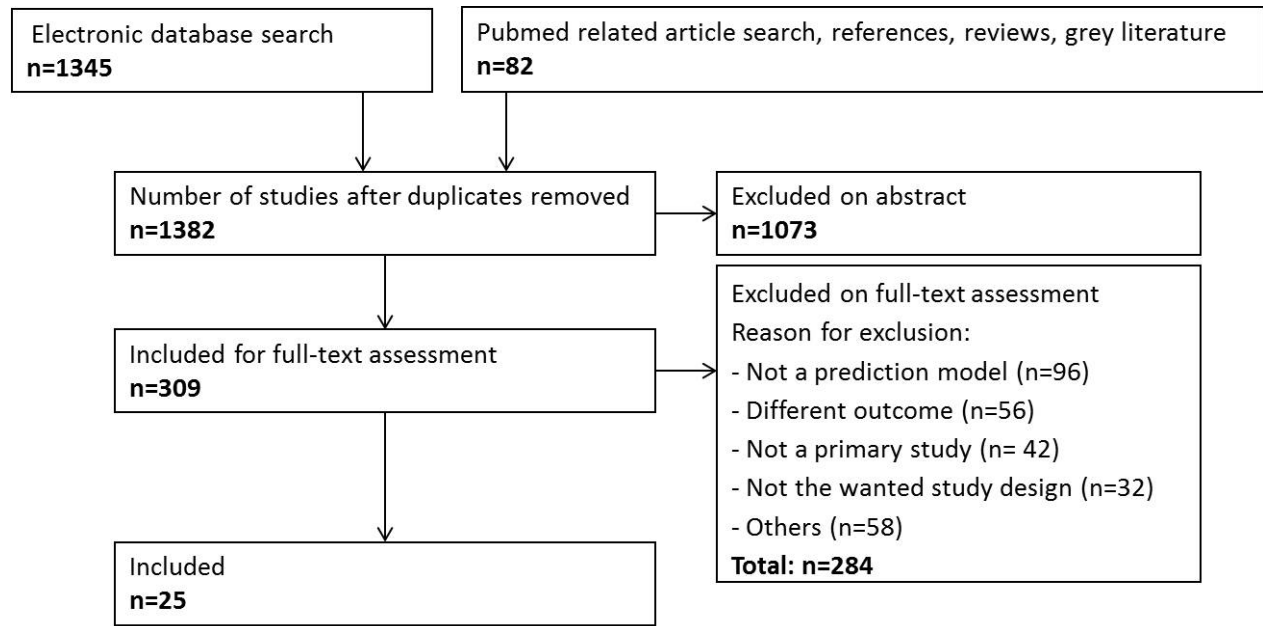 Electronic database search
n=1345
Pubmed related article search, references, reviews, grey literature
n=82
Number of studies after duplicates removed
n=1382
Excluded on abstract
n=1073
Included for full-text assessment
n=309
Excluded on full-text assessment
Reason for exclusion:
- Not a prediction model (n=96)
- Different outcome (n=56)
- Not a primary study (n= 42)
- Not the wanted study design (n=32)
- Others (n=58)
Total: n=284
Included
n=25